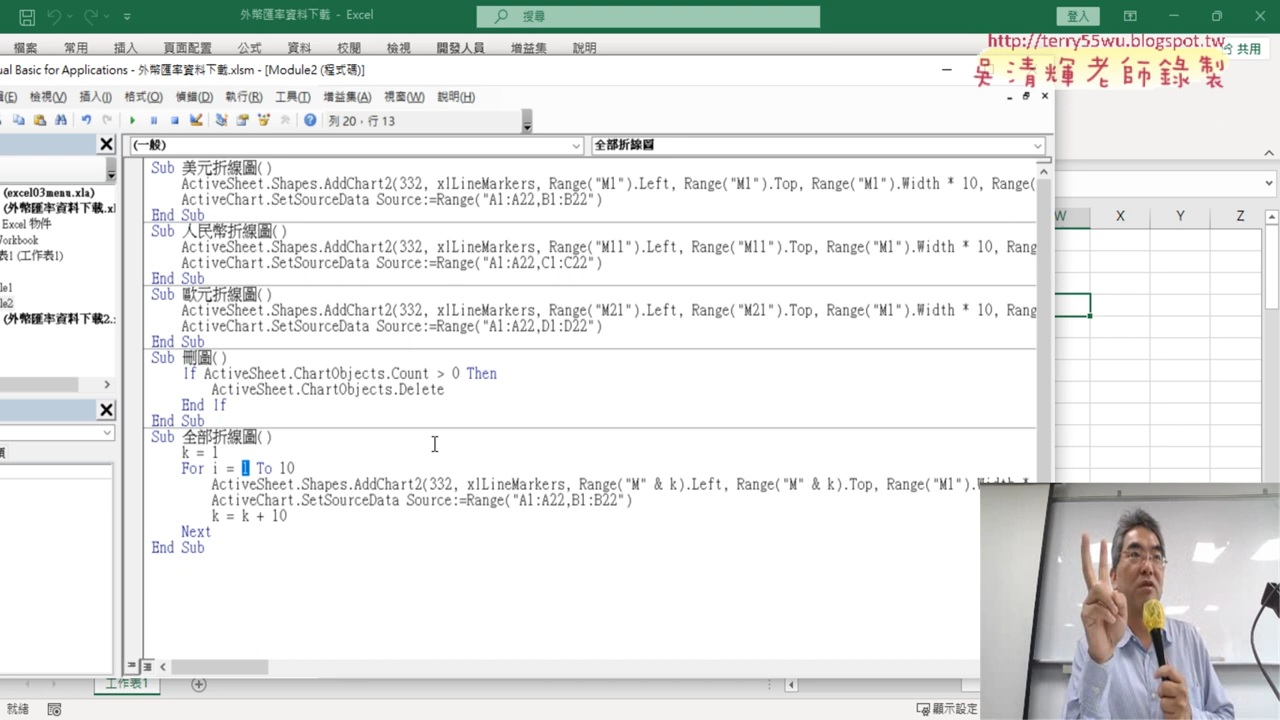 外幣匯率資料下載 - Excel
搜尋
登入
檔案 常用 插入 頁面配置 公式 資料 校閱 檢視 開發人員 增益集 說明
http://terry55wu.blogspot.tw
共用
吳清輝老師錄製
ual Basic for Applications - 外幣匯率資料下載.xlsm - [Module2 (程式碼)]
(E) 檢視(V) 插入(I) 格式(O) 偵錯(D) 執行(R) 工具(T) 增益集(A) 視窗(W) 說明(H)
列 20，行 13
(一般) 全部折線圖
(excel03menu.xla)
(外幣匯率資料下載.xl
Excel 物件
orkbook
表1 (工作表1)
le1
le2
(外幣匯率資料下載2.:
W X Y Z
Sub 美元折線圖()
ActiveSheet.Shapes.AddChart2(332, xlLineMarkers, Range("M1").Left, Range("M1").Top, Range("M1").Width * 10, Range(
ActiveChart.SetSourceData Source:=Range("A1:A22,B1:B22")
End Sub
Sub 人民幣折線圖()
ActiveSheet.Shapes.AddChart2(332, xlLineMarkers, Range("M11").Left, Range("M11").Top, Range("M1").Width * 10, Rang
ActiveChart.SetSourceData Source:=Range("A1:A22,C1:C22")
End Sub
Sub 歐元折線圖()
ActiveSheet.Shapes.AddChart2(332, xlLineMarkers, Range("M21").Left, Range("M21").Top, Range("M1").Width * 10, Rang
ActiveChart.SetSourceData Source:=Range("A1:A22,D1:D22")
End Sub
Sub 刪圖()
If ActiveSheet.ChartObjects.Count > 0 Then
ActiveSheet.ChartObjects.Delete
End If
End Sub
Sub 全部折線圖()
k = 1
For i = 1 To 10
ActiveSheet.Shapes.AddChart2(332, xlLineMarkers, Range("M" & k).Left, Range("M" & k).Top, Range("M1").Width *
ActiveChart.SetSourceData Source:=Range("A1:A22,B1:B22")
k = k + 10
Next
End Sub
工作表1
就緒
顯示設定